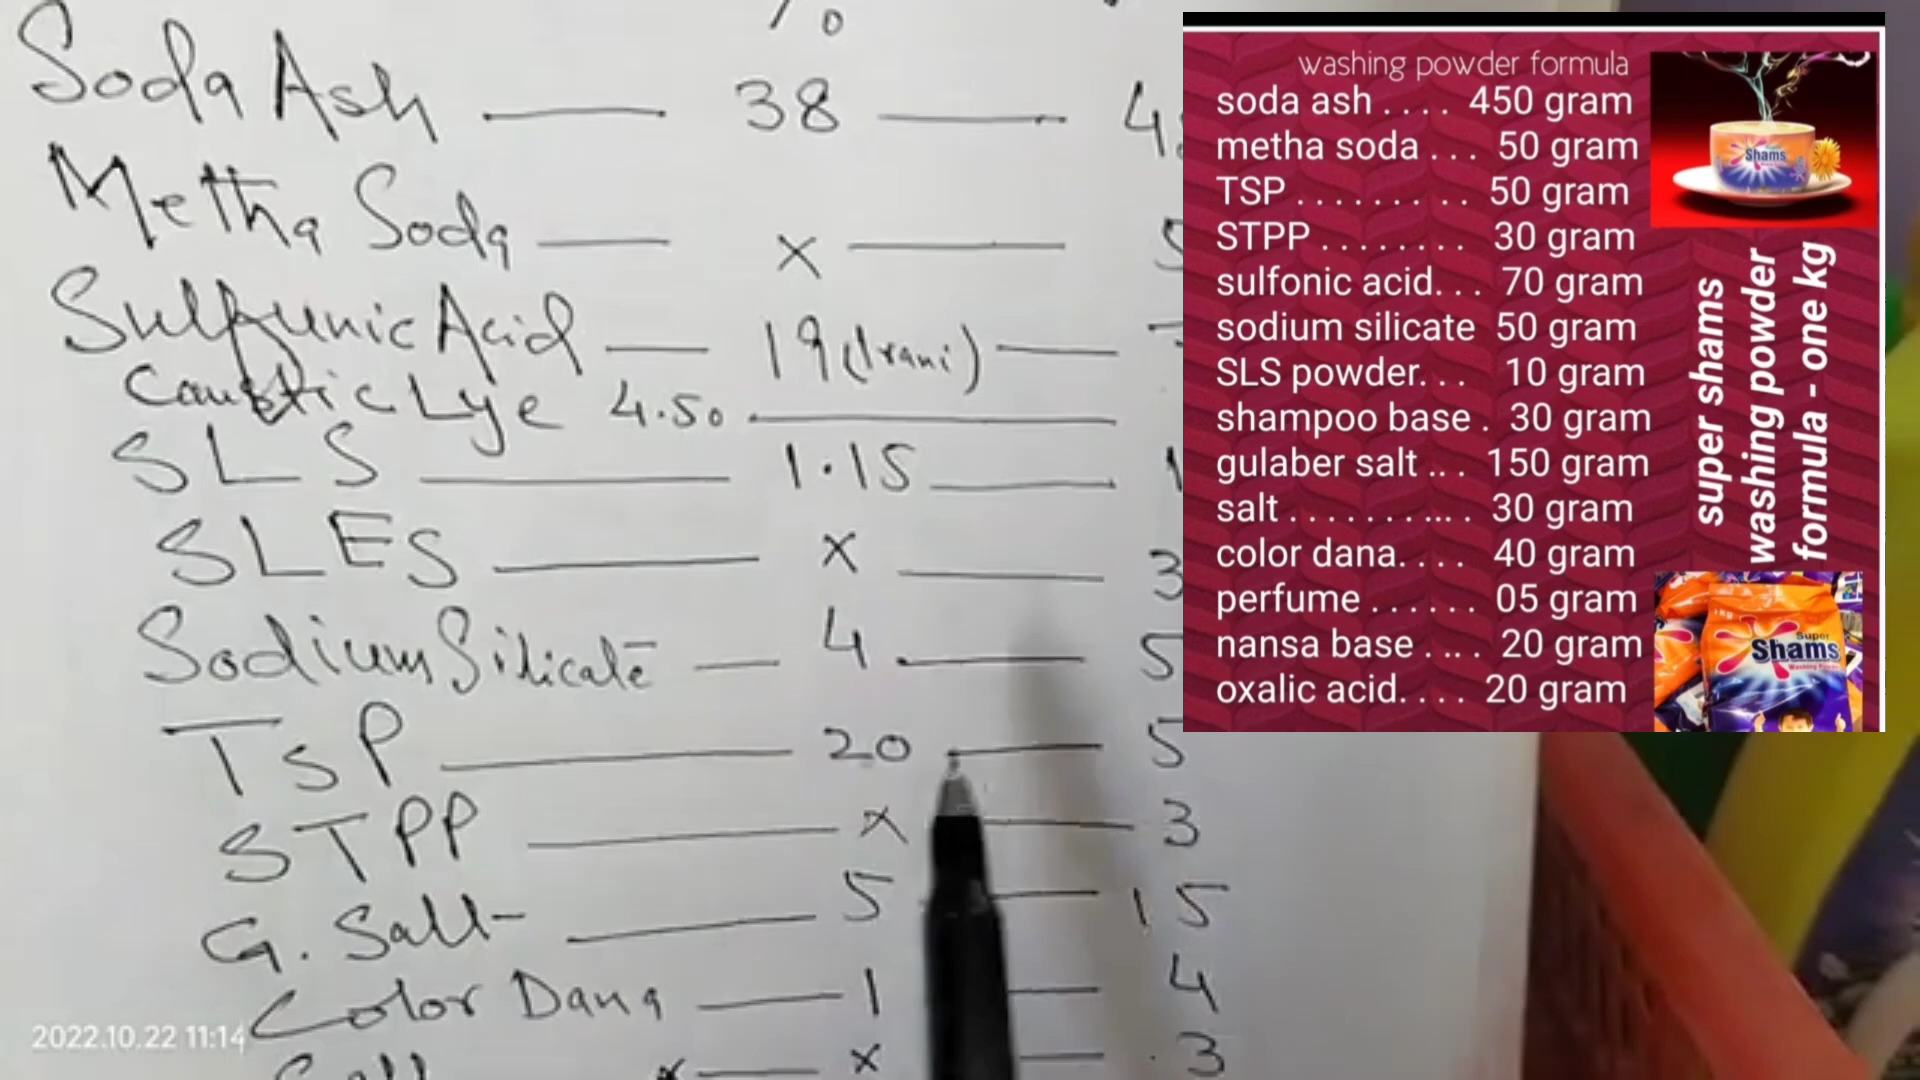 %
Soda Ash — 38 — 4
Metha Soda — x — 5
Sulfunic Acid — 19 (Irani) —
Caustic Lye 4.50 —
SLS — 1.15 — 1
SLES — x — 3
Sodium Silicate — 4 — 5
TSP — 20 — 5
STPP — x — 3
G. Salt — 5 — 15
Color Dana — 1 — 4
x — x — 3
2022.10.22 11:14
washing powder formula
soda ash .... 450 gram
metha soda ... 50 gram
TSP ......... 50 gram
STPP ........ 30 gram
sulfonic acid... 70 gram
sodium silicate 50 gram
SLS powder... 10 gram
shampoo base . 30 gram
gulaber salt ... 150 gram
salt .......... 30 gram
color dana.... 40 gram
perfume ...... 05 gram
nansa base .... 20 gram
oxalic acid.... 20 gram
super shams
washing powder
formula - one kg
Shams
Super
Shams